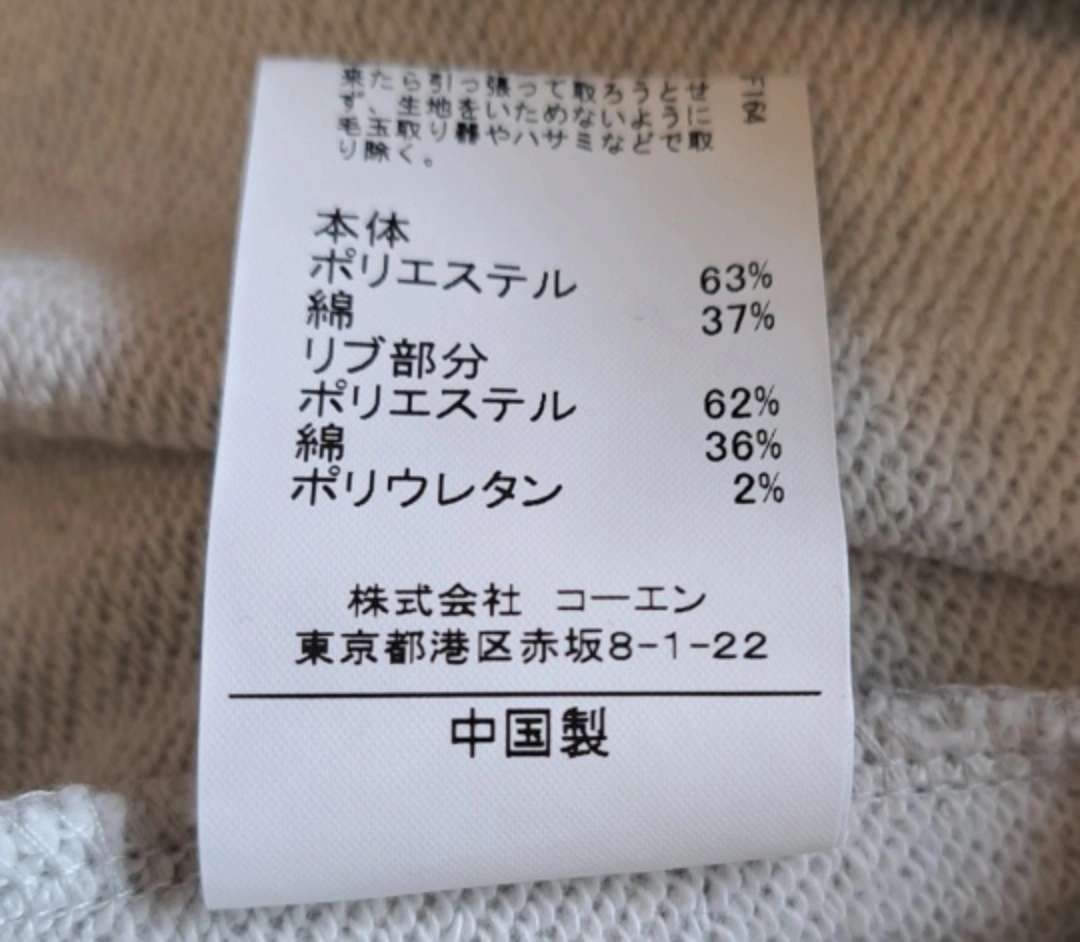 来たら引っ張って取ろうとせ
ず、生地をいためないように
毛玉取り器やハサミなどで取
り除く。
本体
ポリエステル 63%
綿 37%
リブ部分
ポリエステル 62%
綿 36%
ポリウレタン 2%
株式会社 コーエン
東京都港区赤坂8-1-22
中国製